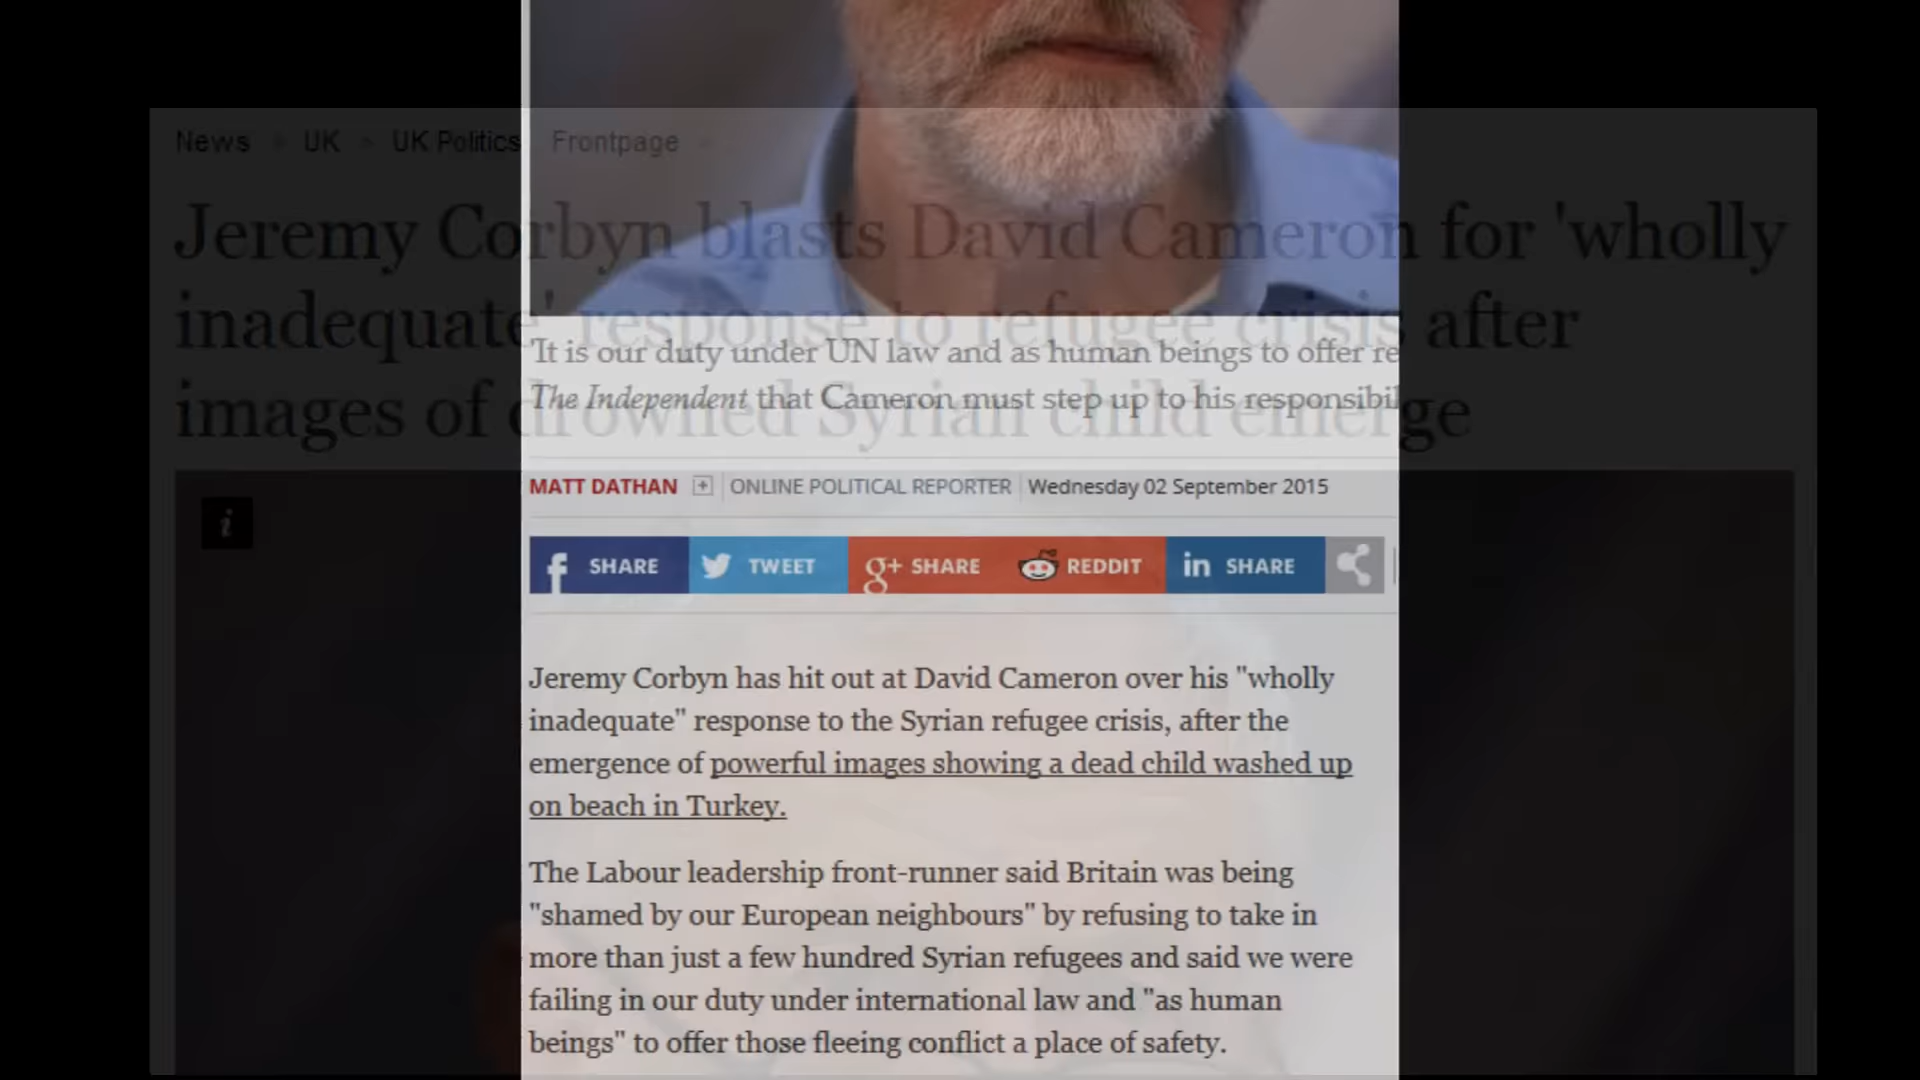 News > UK > UK Politics Frontpage
Jeremy Corbyn blasts David Cameron for 'wholly
inadequate' response to refugee crisis after
images of drowned Syrian child emerge
i
'It is our duty under UN law and as human beings to offer re
The Independent that Cameron must step up to his responsibil
MATT DATHAN + ONLINE POLITICAL REPORTER Wednesday 02 September 2015
f SHARE TWEET g+ SHARE REDDIT in SHARE
Jeremy Corbyn has hit out at David Cameron over his "wholly
inadequate" response to the Syrian refugee crisis, after the
emergence of powerful images showing a dead child washed up
on beach in Turkey.
The Labour leadership front-runner said Britain was being
"shamed by our European neighbours" by refusing to take in
more than just a few hundred Syrian refugees and said we were
failing in our duty under international law and "as human
beings" to offer those fleeing conflict a place of safety.